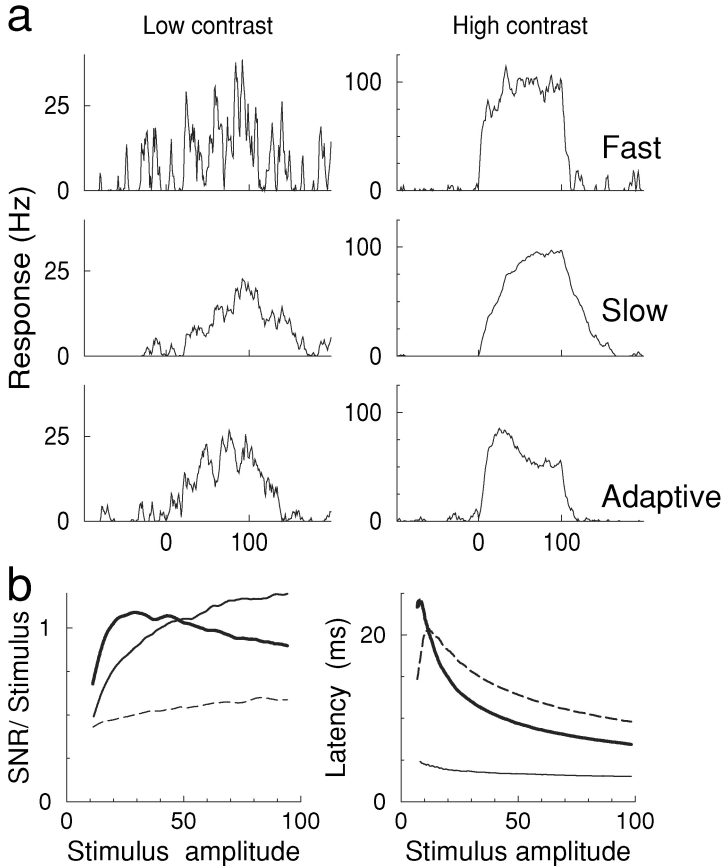 a
Low contrast
High contrast
Response (Hz)
25
0
100
0
Fast
25
0
100
0
Slow
25
0
0
100
100
0
0
100
Adaptive
b
SNR/ Stimulus
1
0
0
50
100
Stimulus amplitude
Latency (ms)
20
0
0
50
100
Stimulus amplitude